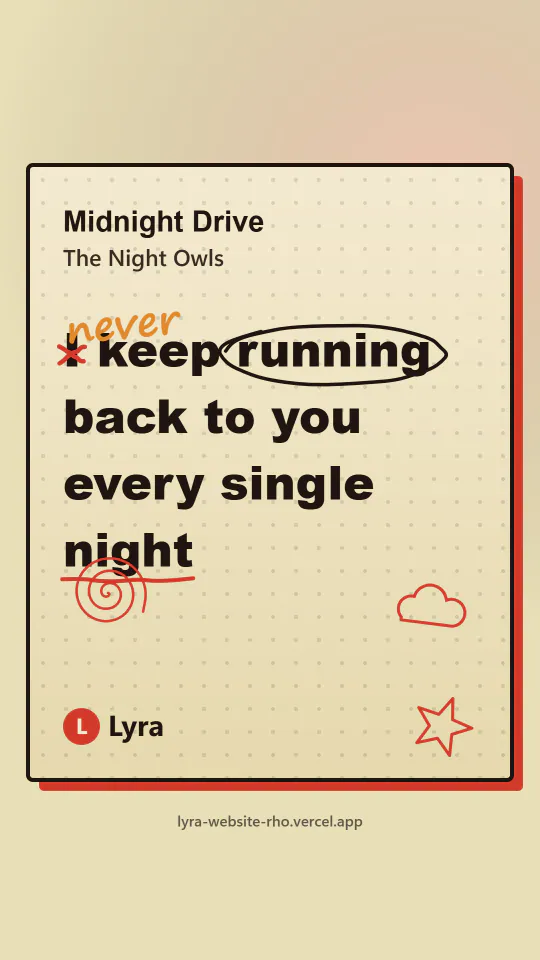 Midnight Drive
The Night Owls
never
I keep running
back to you
every single
night
L Lyra
lyra-website-rho.vercel.app